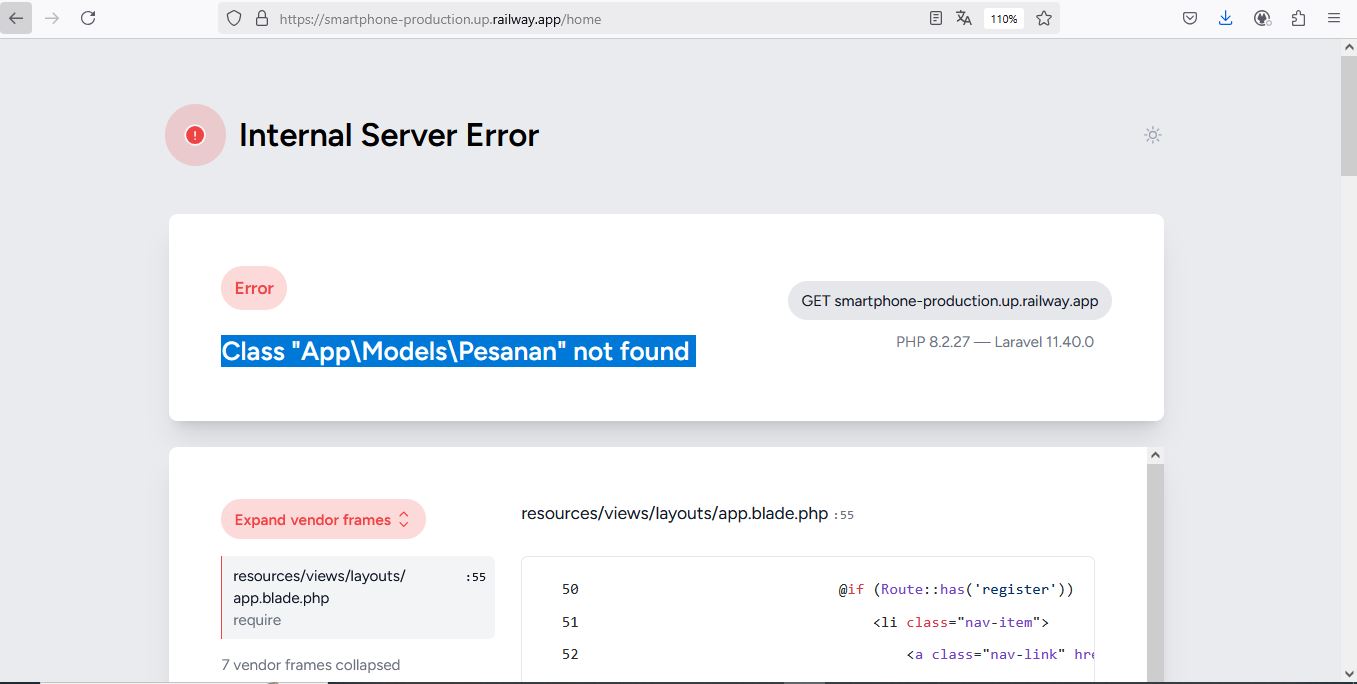 https://smartphone-production.up.railway.app/home
110%
Internal Server Error
Error
GET smartphone-production.up.railway.app
Class "App\Models\Pesanan" not found
PHP 8.2.27 — Laravel 11.40.0
Expand vendor frames
resources/views/layouts/app.blade.php :55
resources/views/layouts/ :55
app.blade.php
require
7 vendor frames collapsed
50 @if (Route::has('register'))
51 <li class="nav-item">
52 <a class="nav-link" hre